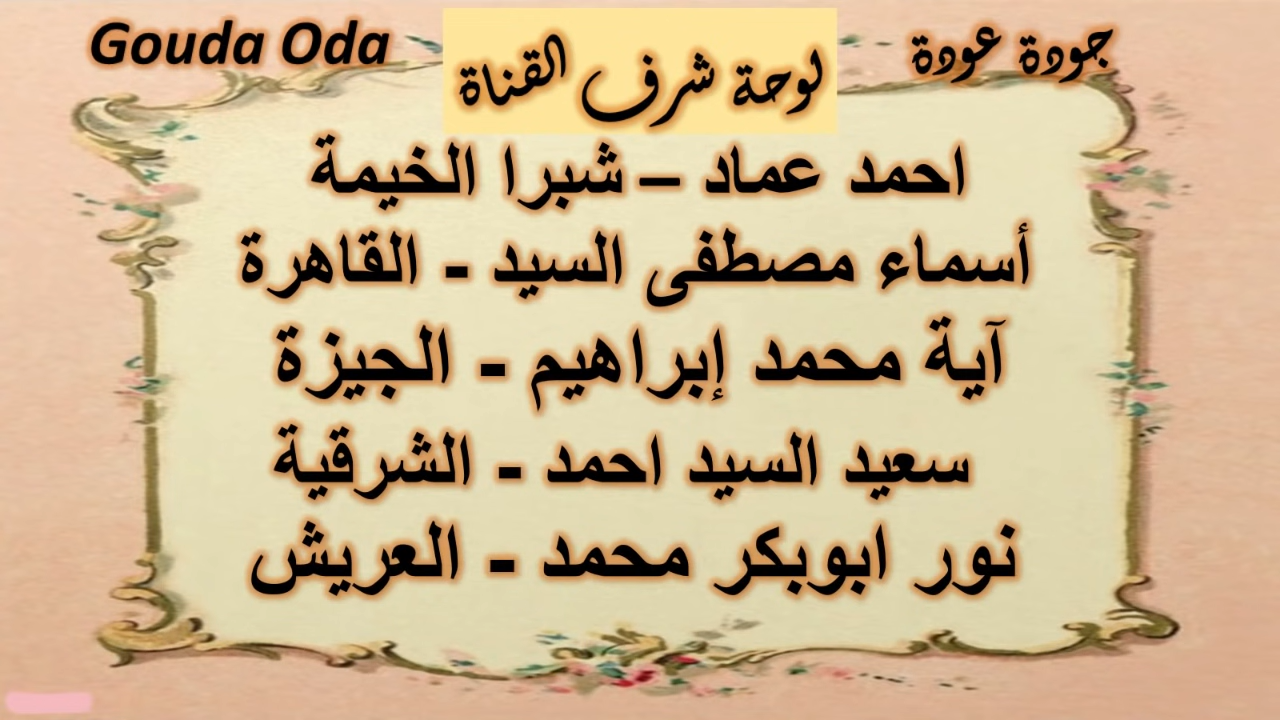 جودة عودة
لوحة شرف القناة
Gouda Oda
احمد عماد – شبرا الخيمة
أسماء مصطفى السيد - القاهرة
آية محمد إبراهيم - الجيزة
سعيد السيد احمد - الشرقية
نور ابوبكر محمد - العريش